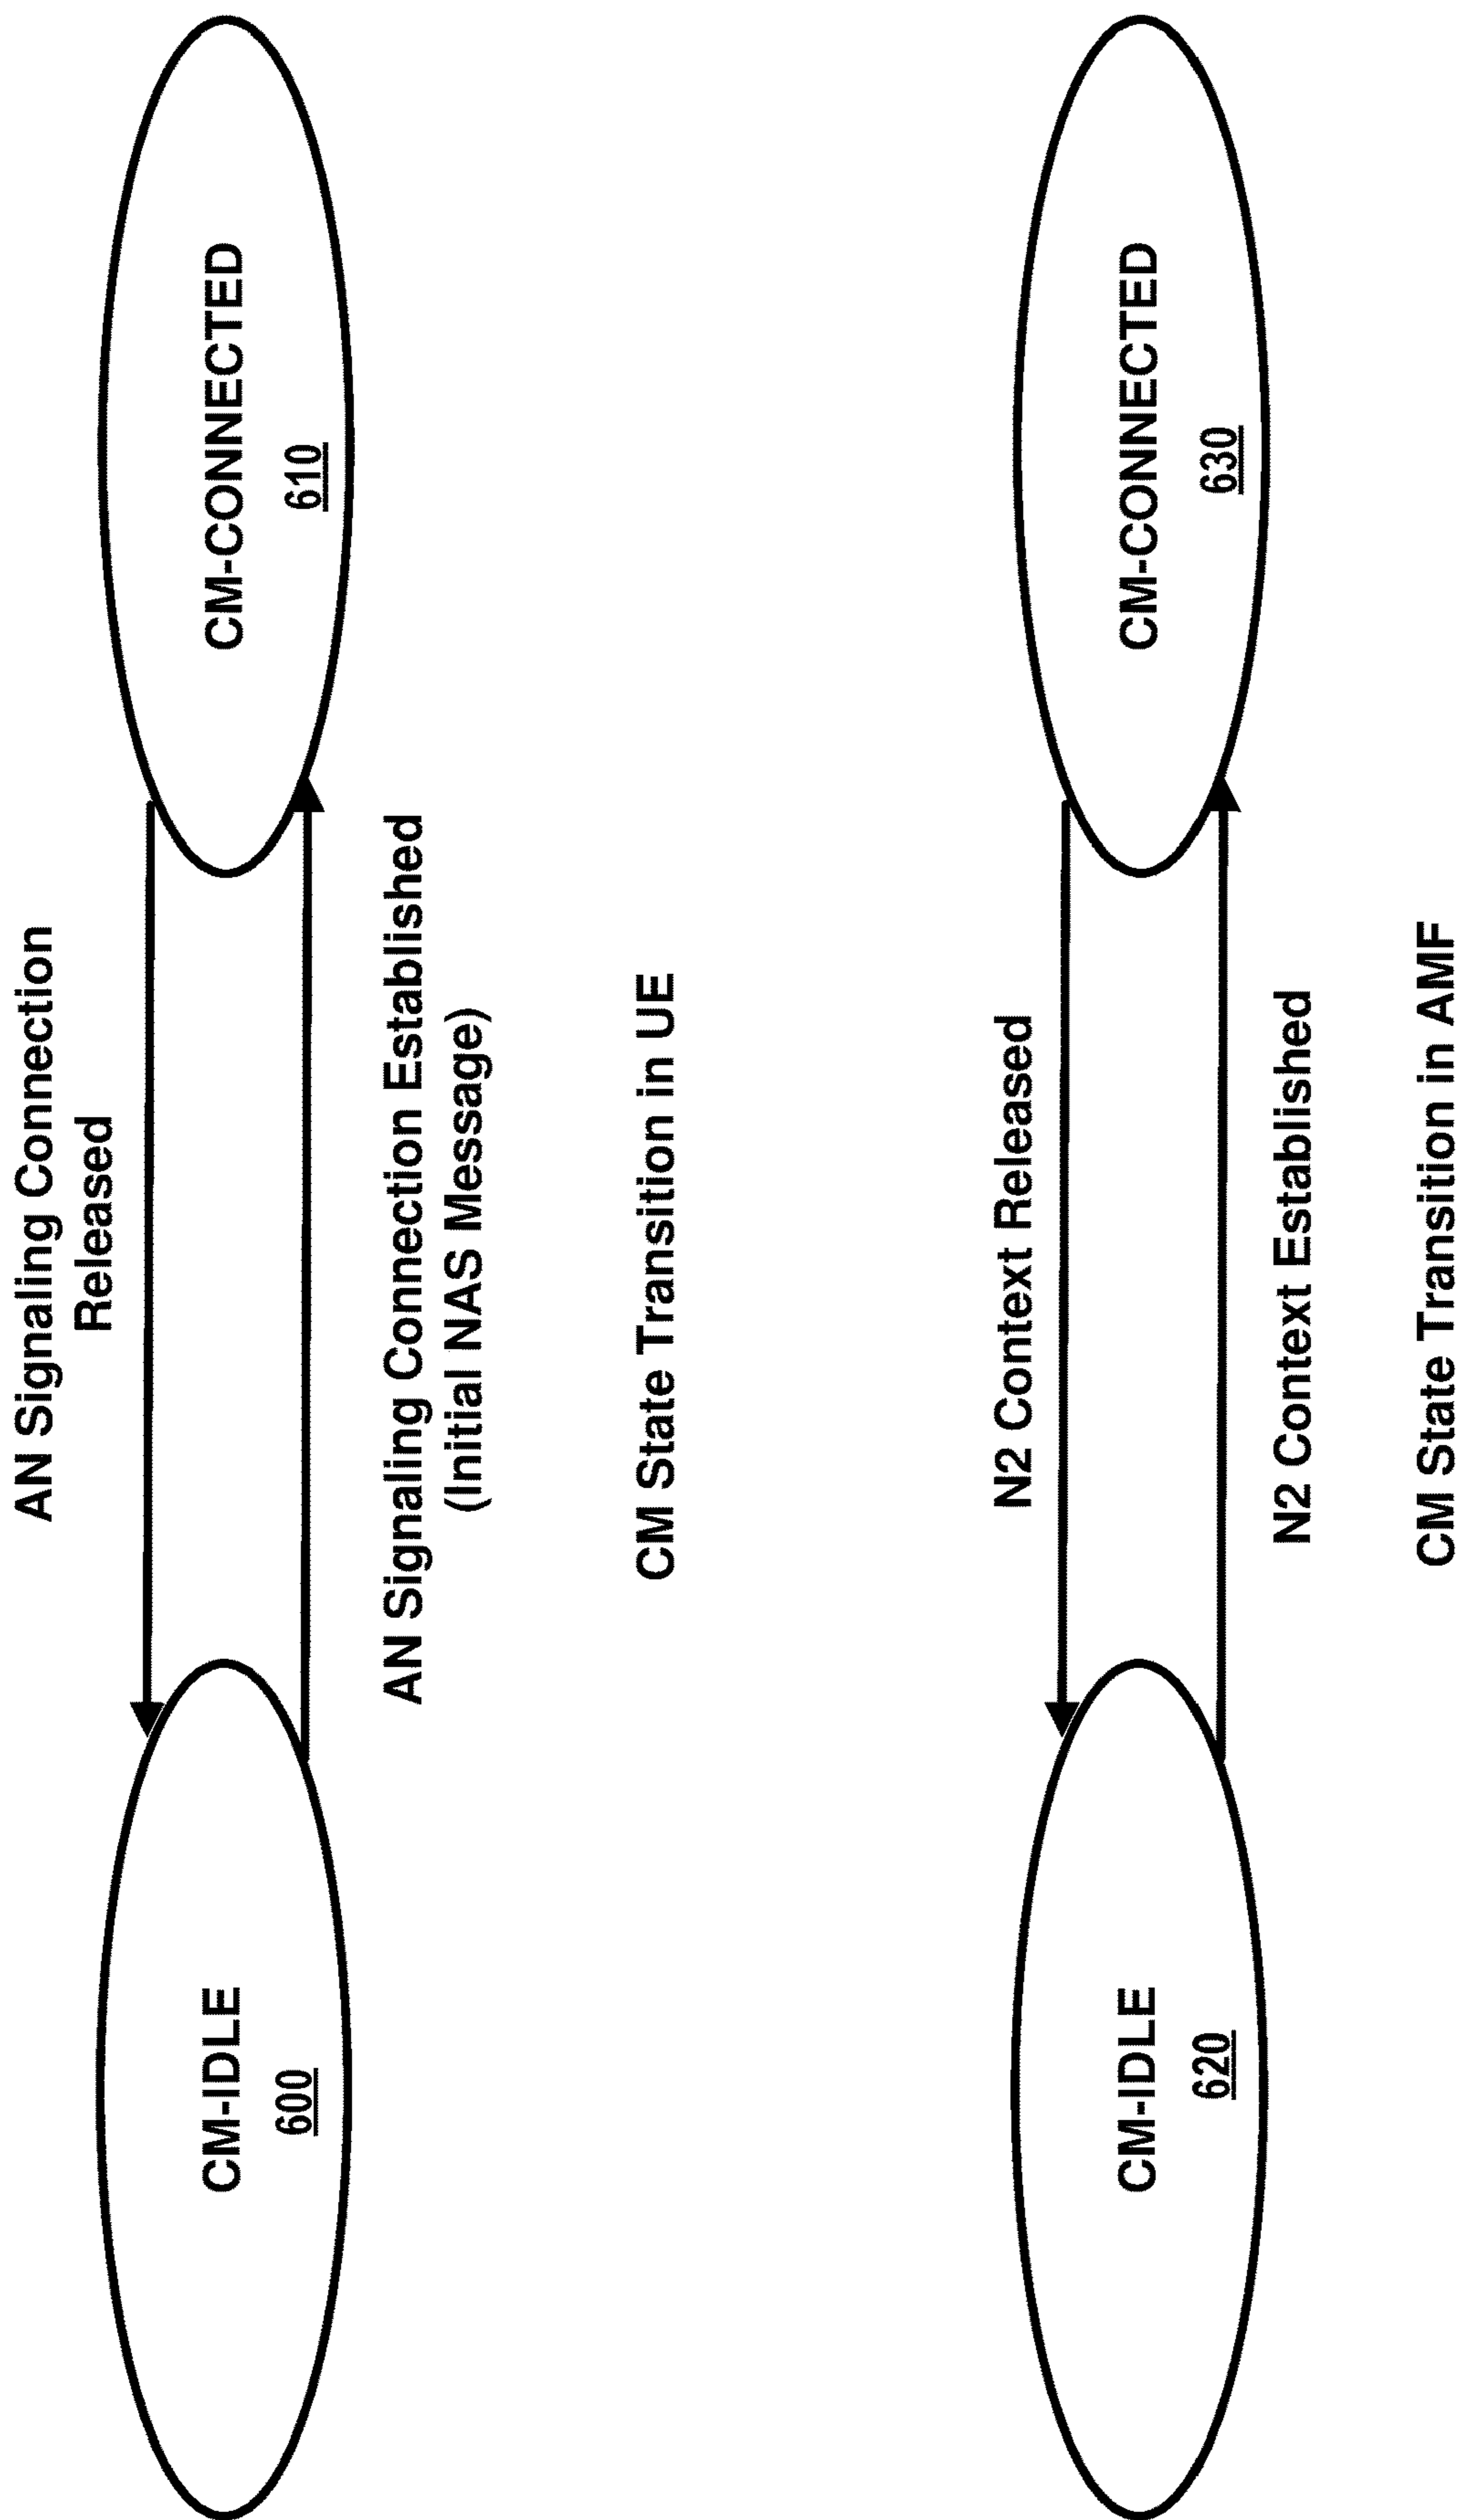 AN Signaling Connection
Released
CM-IDLE
600
CM-CONNECTED
610
AN Signaling Connection Established
(Initial NAS Message)
CM State Transition in UE
N2 Context Released
CM-IDLE
620
CM-CONNECTED
630
N2 Context Established
CM State Transition in AMF